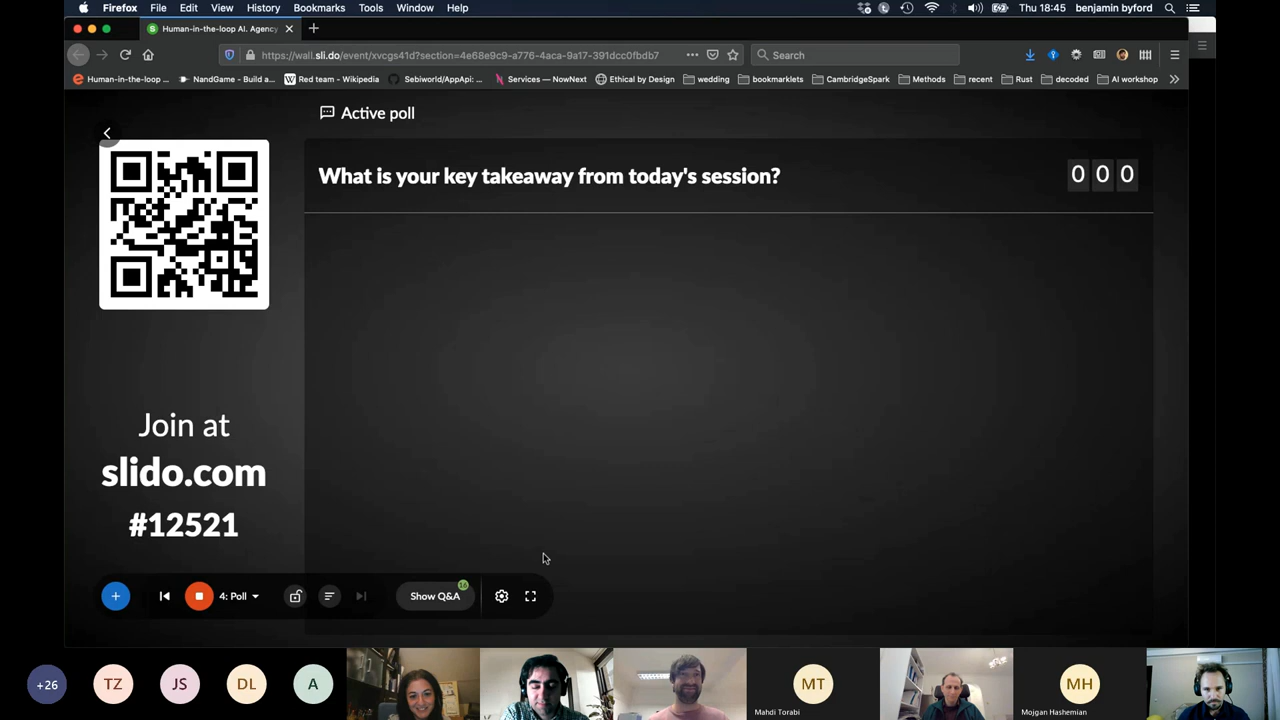 Firefox File Edit View History Bookmarks Tools Window Help Thu 18:45 benjamin byford
Human-in-the-loop AI. Agency
https://wall.sli.do/event/xvcgs41d?section=4e68e9c9-a776-4aca-9a17-391dcc0fbdb7 Search
Human-in-the-loop ... NandGame - Build a... Red team - Wikipedia Sebiworld/AppApi: ... Services — NowNext Ethical by Design wedding bookmarklets CambridgeSpark Methods recent Rust decoded AI workshop
Active poll
What is your key takeaway from today's session? 0 0 0
Join at
slido.com
#12521
4: Poll Show Q&A 16
+26 TZ JS DL A MT MH
Mahdi Torabi Mojgan Hashemian